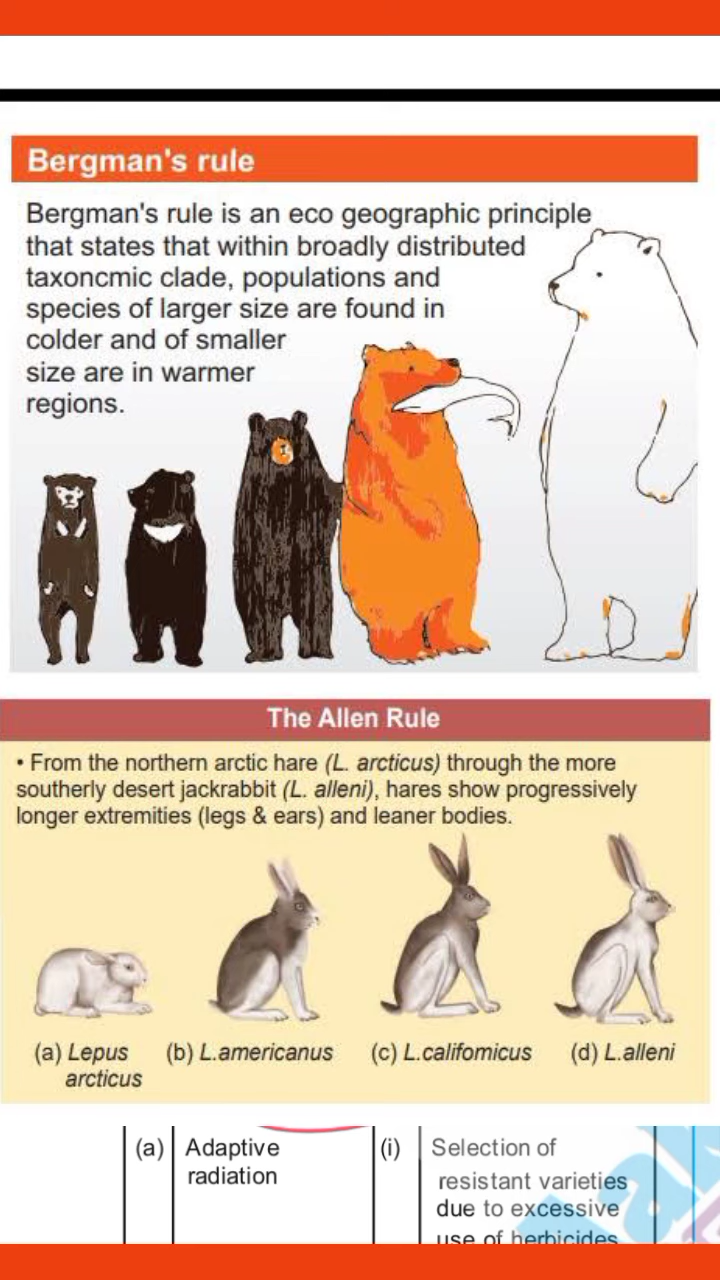 Bergman's rule
Bergman's rule is an eco geographic principle
that states that within broadly distributed
taxoncmic clade, populations and
species of larger size are found in
colder and of smaller
size are in warmer
regions.
The Allen Rule
• From the northern arctic hare (L. arcticus) through the more
southerly desert jackrabbit (L. alleni), hares show progressively
longer extremities (legs & ears) and leaner bodies.
(a) Lepus
arcticus
(b) L.americanus
(c) L.califomicus
(d) L.alleni
(a) Adaptive
radiation
(i) Selection of
resistant varieties
due to excessive
use of herbicides